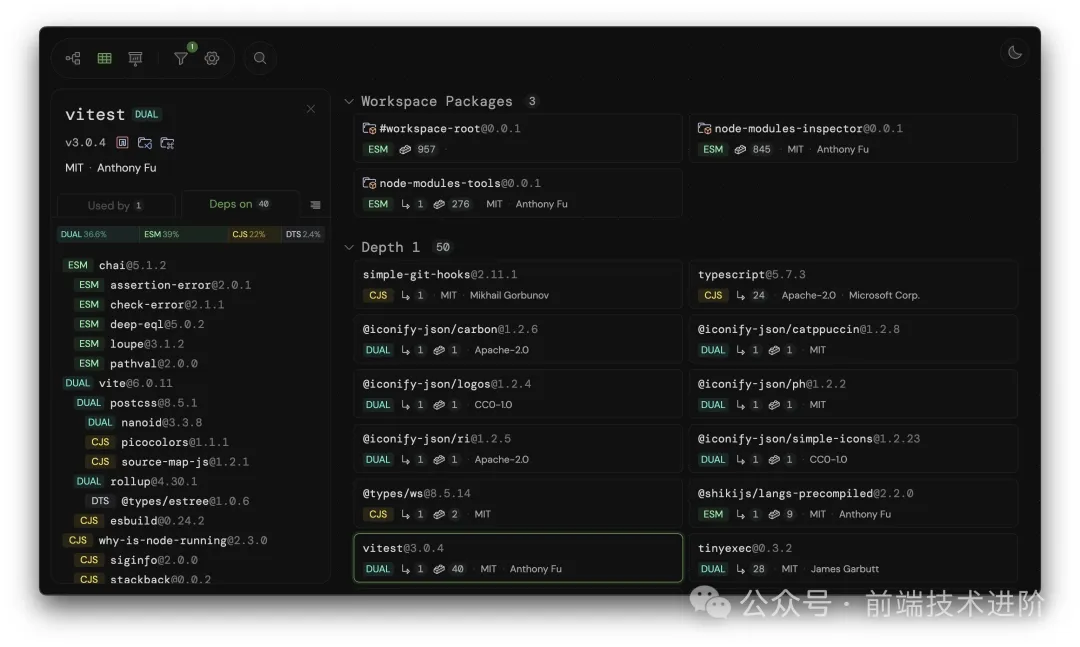 1
vitest DUAL
v3.0.4
MIT · Anthony Fu
Used by 1
Deps on 40
DUAL 36.6% ESM 39% CJS 22% DTS 2.4%
ESM chai@5.1.2
ESM assertion-error@2.0.1
ESM check-error@2.1.1
ESM deep-eql@5.0.2
ESM loupe@3.1.2
ESM pathval@2.0.0
DUAL vite@6.0.11
DUAL postcss@8.5.1
DUAL nanoid@3.3.8
CJS picocolors@1.1.1
CJS source-map-js@1.2.1
DUAL rollup@4.30.1
DTS @types/estree@1.0.6
CJS esbuild@0.24.2
CJS why-is-node-running@2.3.0
CJS siginfo@2.0.0
CJS stackback@0.0.2
Workspace Packages 3
#workspace-root@0.0.1
ESM 957 ·
node-modules-inspector@0.0.1
ESM 845 · MIT · Anthony Fu
node-modules-tools@0.0.1
ESM 1 276 · MIT · Anthony Fu
Depth 1 50
simple-git-hooks@2.11.1
CJS 1 · MIT · Mikhail Gorbunov
typescript@5.7.3
CJS 24 · Apache-2.0 · Microsoft Corp.
@iconify-json/carbon@1.2.6
DUAL 1 1 · Apache-2.0
@iconify-json/catppuccin@1.2.8
DUAL 1 1 · MIT
@iconify-json/logos@1.2.4
DUAL 1 1 · CC0-1.0
@iconify-json/ph@1.2.2
DUAL 1 1 · MIT
@iconify-json/ri@1.2.5
DUAL 1 1 · Apache-2.0
@iconify-json/simple-icons@1.2.23
DUAL 1 1 · CC0-1.0
@types/ws@8.5.14
CJS 1 2 · MIT
@shikijs/langs-precompiled@2.2.0
ESM 1 9 · MIT · Anthony Fu
vitest@3.0.4
DUAL 1 40 · MIT · Anthony Fu
tinyexec@0.3.2
DUAL 28 · MIT · James Garbutt
公众号 · 前端技术进阶